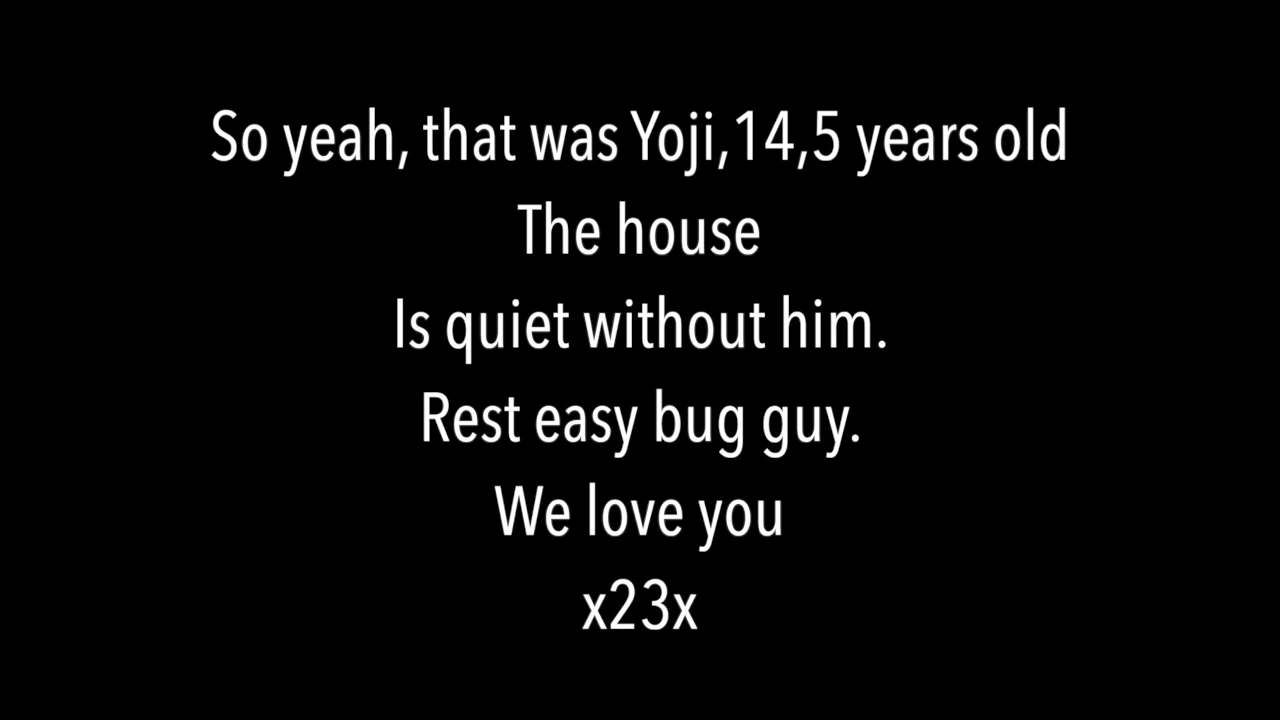 So yeah, that was Yoji,14,5 years old
The house
Is quiet without him.
Rest easy bug guy.
We love you
x23x